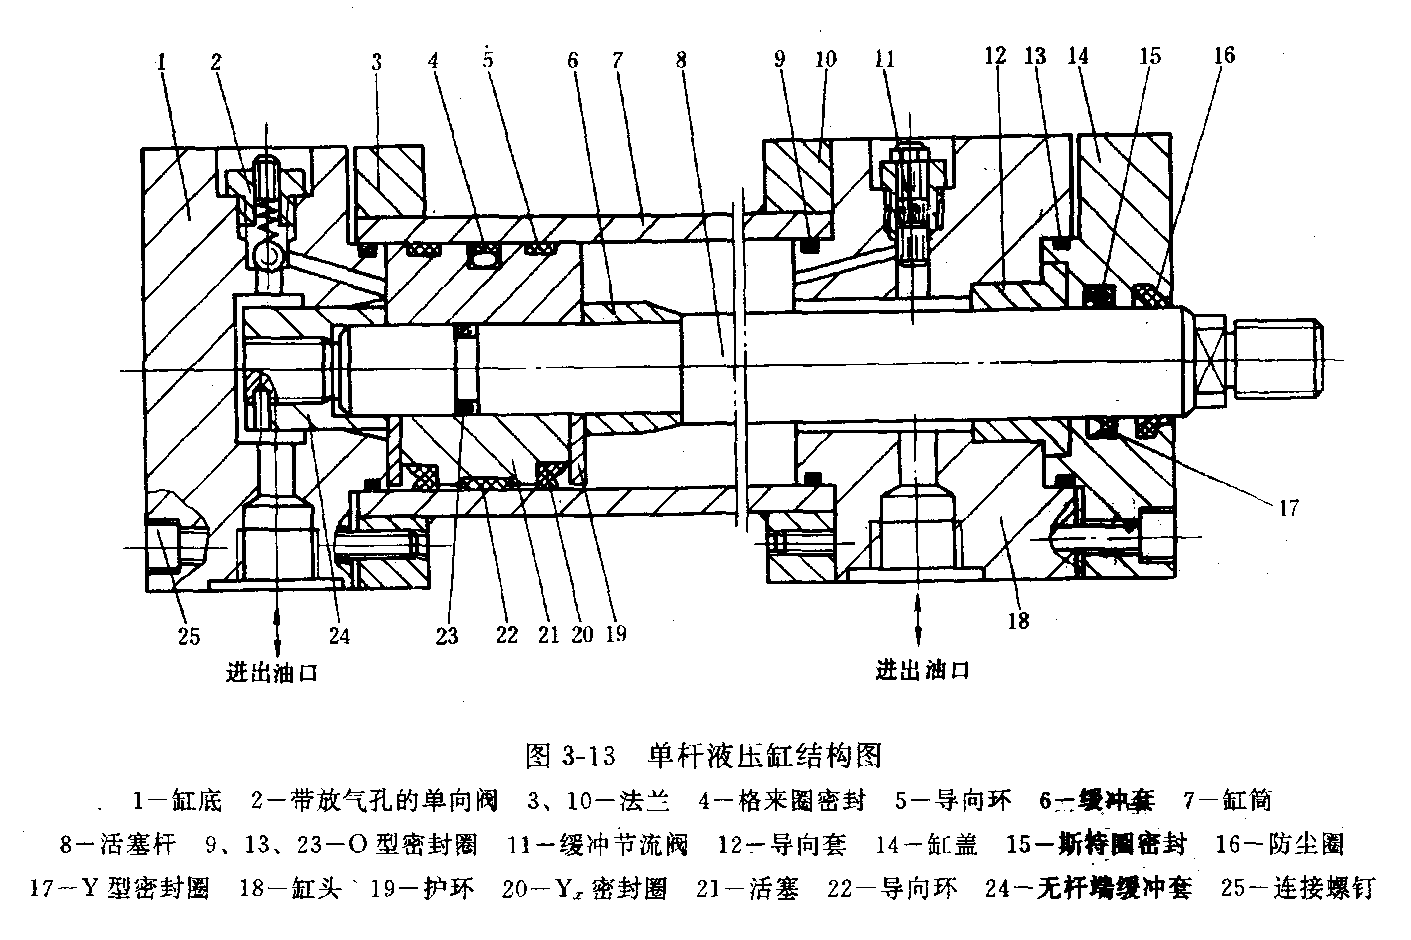 1 2 3 4 5 6 7 8 9 10 11 12 13 14 15 16
17
25 24 23 22 21 20 19 18
进出油口 进出油口
图 3-13 单杆液压缸结构图
1—缸底 2—带放气孔的单向阀 3、10—法兰 4—格来圈密封 5—导向环 6—缓冲套 7—缸筒
8—活塞杆 9、13、23—O 型密封圈 11—缓冲节流阀 12—导向套 14—缸盖 15—斯特圈密封 16—防尘圈
17—Y 型密封圈 18—缸头 19—护环 20—Yx 密封圈 21—活塞 22—导向环 24—无杆端缓冲套 25—连接螺钉